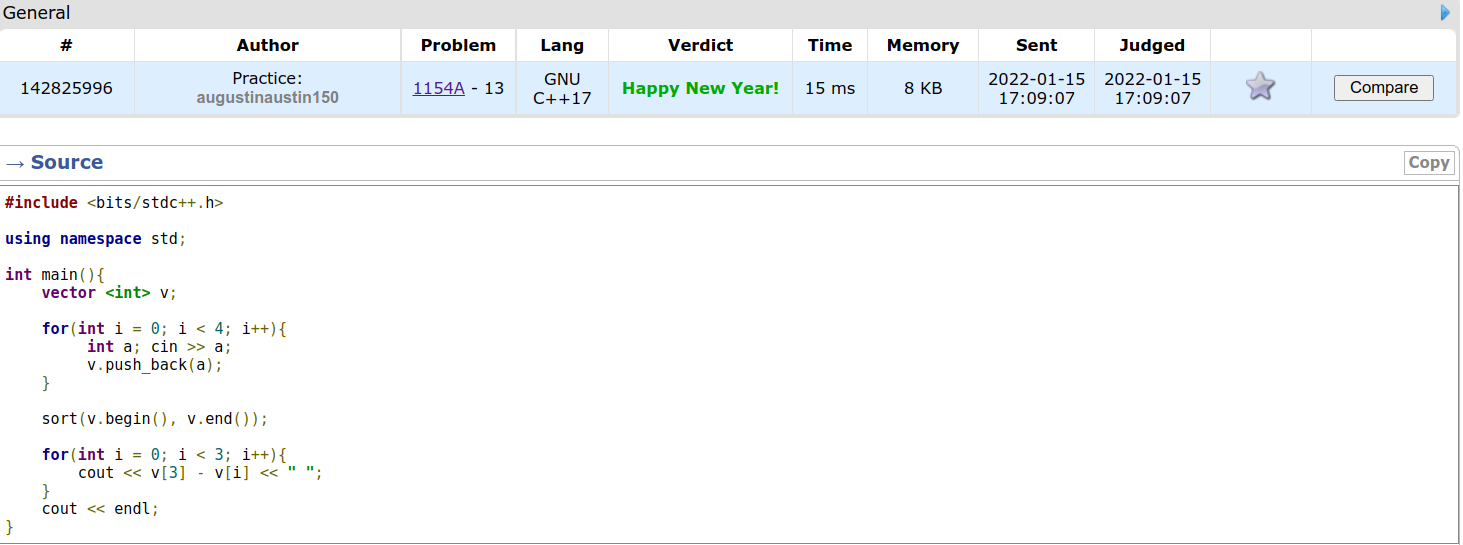 General
# Author Problem Lang Verdict Time Memory Sent Judged
142825996 Practice: augustinaustin150 1154A - 13 GNU C++17 Happy New Year! 15 ms 8 KB 2022-01-15 17:09:07 2022-01-15 17:09:07 Compare
→ Source Copy
#include <bits/stdc++.h>
using namespace std;
int main(){
    vector <int> v;
    for(int i = 0; i < 4; i++){
         int a; cin >> a;
         v.push_back(a);
    }
    sort(v.begin(), v.end());
    for(int i = 0; i < 3; i++){
        cout << v[3] - v[i] << " ";
    }
    cout << endl;
}